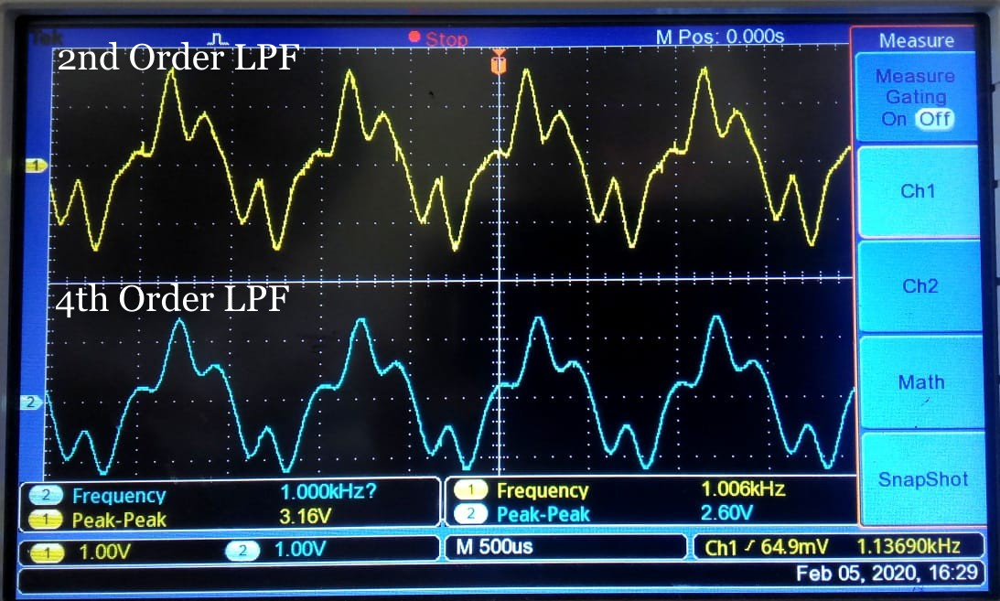 Tek
Stop
M Pos: 0.000s
Measure
2nd Order LPF
Measure
Gating
On Off
1
Ch1
4th Order LPF
Ch2
2
Math
SnapShot
2 Frequency 1.000kHz?
1 Peak-Peak 3.16V
1 Frequency 1.006kHz
2 Peak-Peak 2.60V
1 1.00V 2 1.00V M 500us Ch1 64.9mV 1.13690kHz
Feb 05, 2020, 16:29